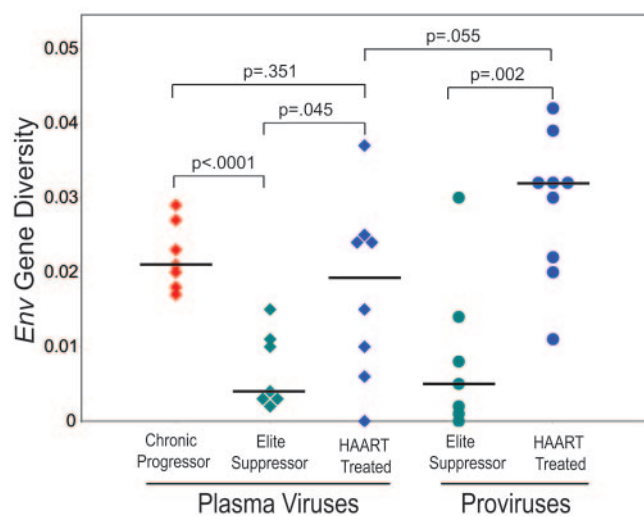 0.05
p=.055
p=.351
p=.002
0.04
p=.045
p<.0001
0.03
Env Gene Diversity
0.02
0.01
0
Chronic
Progressor
Elite
Suppressor
HAART
Treated
Elite
Suppressor
HAART
Treated
Plasma Viruses
Proviruses